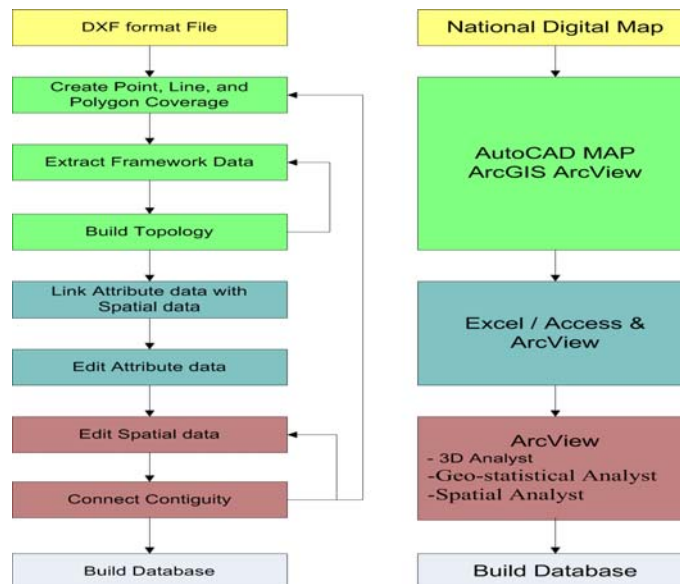 DXF format File
Create Point, Line, and
Polygon Coverage
Extract Framework Data
Build Topology
Link Attribute data with
Spatial data
Edit Attribute data
Edit Spatial data
Connect Contiguity
Build Database
National Digital Map
AutoCAD MAP
ArcGIS ArcView
Excel / Access &
ArcView
ArcView
- 3D Analyst
-Geo-statistical Analyst
-Spatial Analyst
Build Database